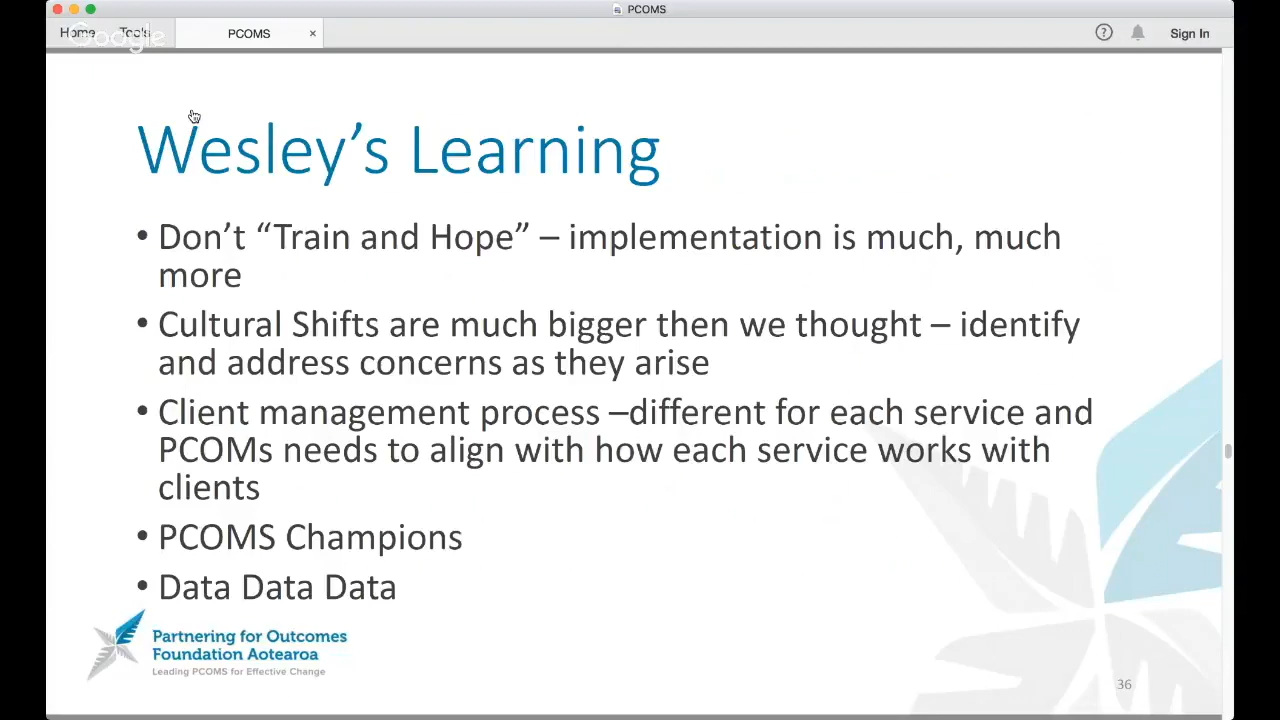 PCOMS
Home Tools PCOMS × ? Sign In
Google
Wesley’s Learning
• Don’t “Train and Hope” – implementation is much, much
more
• Cultural Shifts are much bigger then we thought – identify
and address concerns as they arise
• Client management process –different for each service and
PCOMs needs to align with how each service works with
clients
• PCOMS Champions
• Data Data Data
Partnering for Outcomes
Foundation Aotearoa
Leading PCOMS for Effective Change
36